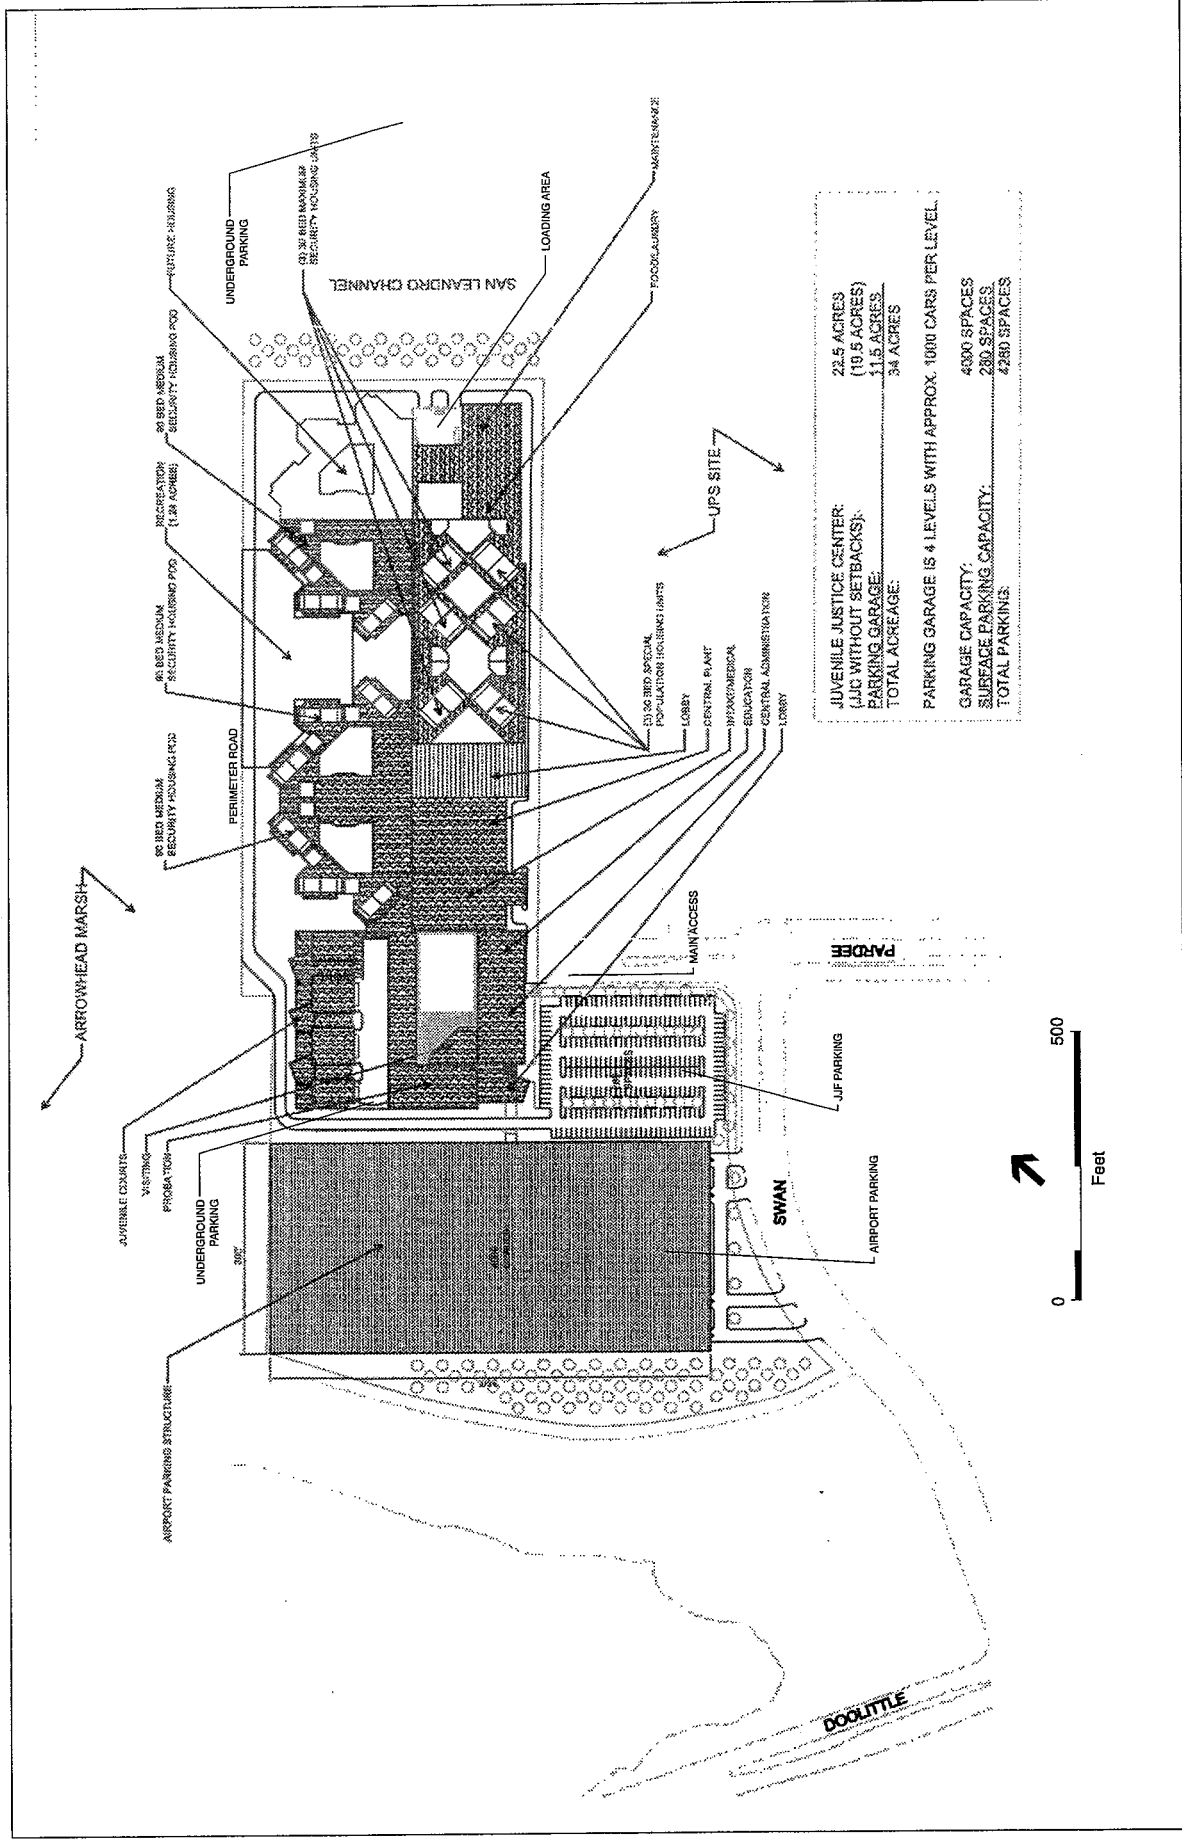 ARROWHEAD MARSH
AIRPORT PARKING STRUCTURE
JUVENILE COURTS
VISITING
PROBATION
UNDERGROUND
PARKING
90 BED MEDIUM
SECURITY HOUSING POD
90 BED MEDIUM
SECURITY HOUSING POD
RECREATION
90 BED MEDIUM
SECURITY HOUSING POD
FUTURE HOUSING
PERIMETER ROAD
UNDERGROUND
PARKING
(3) 30 BED MAXIMUM
SECURITY HOUSING UNITS
SAN LEANDRO CHANNEL
LOADING AREA
MAINTENANCE
FOOD/LAUNDRY
UPS SITE
(3) 30 BED SPECIAL
POPULATION HOUSING UNITS
LOBBY
CENTRAL PLANT
INTAKE/MEDICAL
EDUCATION
CENTRAL ADMINISTRATION
LOBBY
MAIN ACCESS
PARDEE
JJF PARKING
AIRPORT PARKING
SWAN
DOOLITTLE
JUVENILE JUSTICE CENTER: 22.5 ACRES
(JJC WITHOUT SETBACKS): (19.5 ACRES)
PARKING GARAGE: 11.5 ACRES
TOTAL ACREAGE: 34 ACRES
PARKING GARAGE IS 4 LEVELS WITH APPROX. 1000 CARS PER LEVEL.
GARAGE CAPACITY: 4000 SPACES
SURFACE PARKING CAPACITY: 280 SPACES
TOTAL PARKING: 4280 SPACES
0 500
Feet